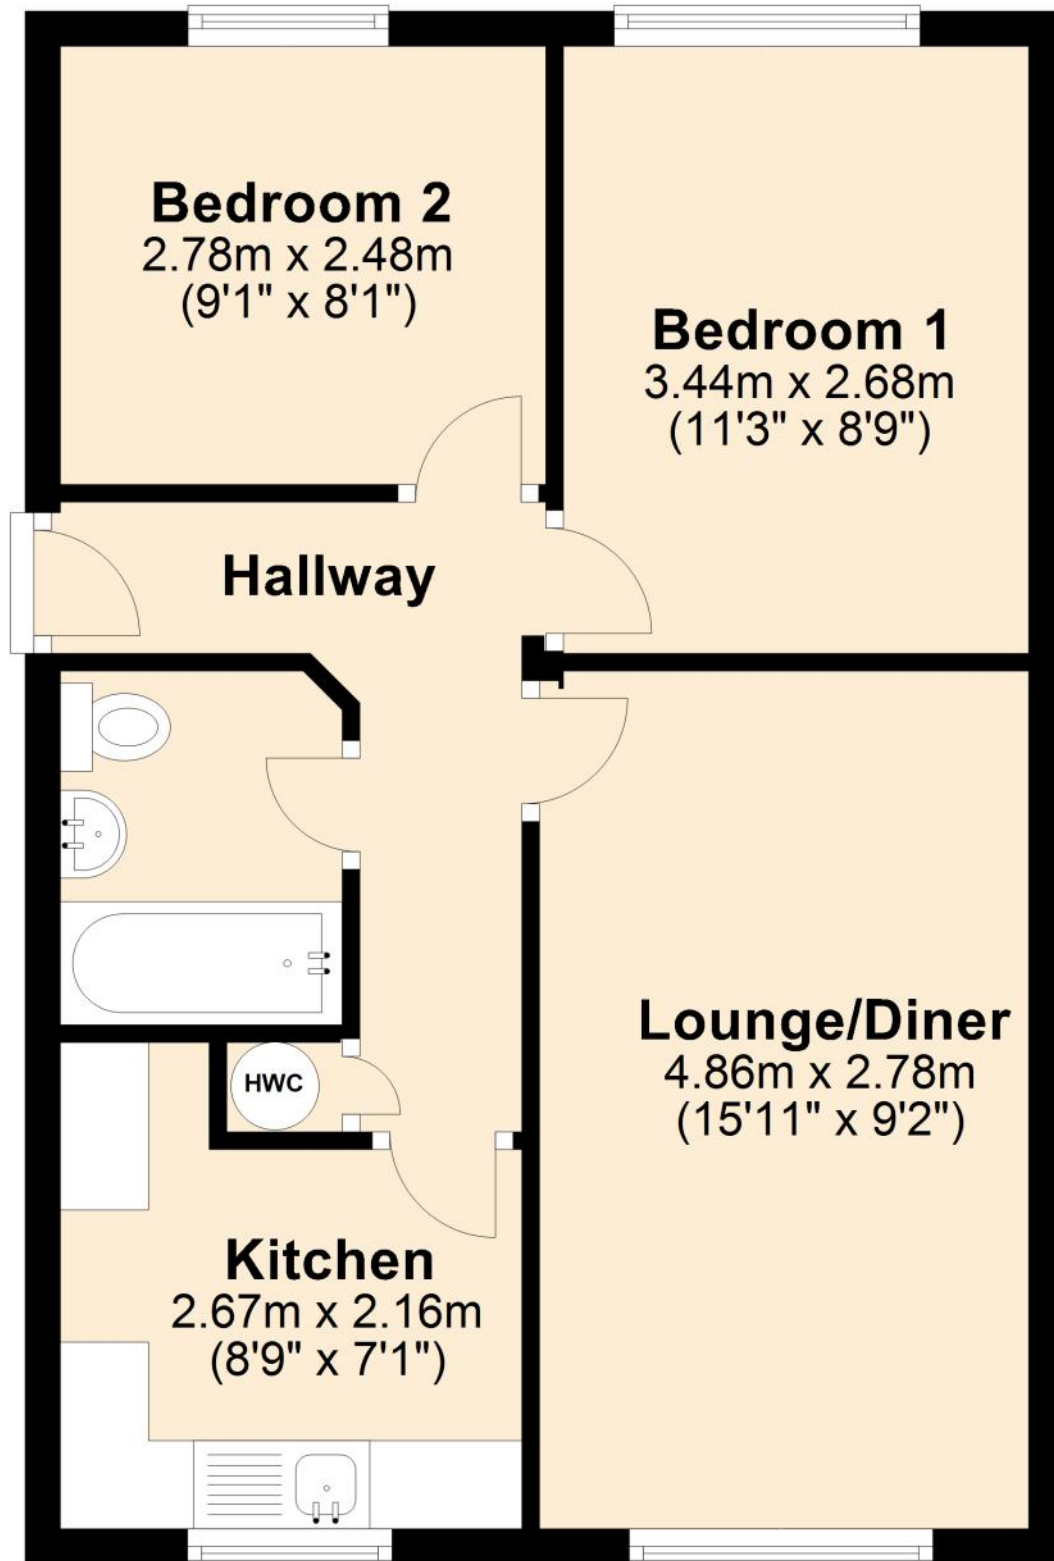 Bedroom 2
2.78m x 2.48m
(9'1" x 8'1")
Bedroom 1
3.44m x 2.68m
(11'3" x 8'9")
Hallway
Lounge/Diner
4.86m x 2.78m
(15'11" x 9'2")
HWC
Kitchen
2.67m x 2.16m
(8'9" x 7'1")